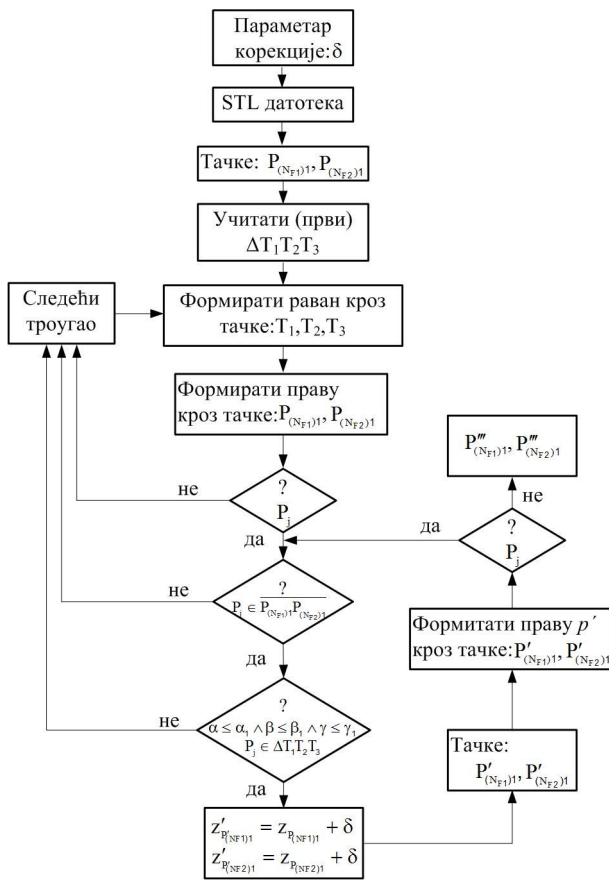 Параметар
корекције:δ
STL датотека
Тачке: P(NF1)1, P(NF2)1
Учитати (први)
ΔT1T2T3
Следећи
троугао
Формирати раван кроз
тачке:T1,T2,T3
Формирати праву
кроз тачке:P(NF1)1, P(NF2)1
?
Pj
не
да
?
Pj ∈ P(NF1)1P(NF2)1
не
да
?
α ≤ α1 ∧ β ≤ β1 ∧ γ ≤ γ1
Pj ∈ ΔT1T2T3
не
да
z′P′(NF1)1 = zP(NF1)1 + δ
z′P′(NF2)1 = zP(NF2)1 + δ
Тачке:
P′(NF1)1, P′(NF2)1
Формитати праву p´
кроз тачке:P′(NF1)1, P′(NF2)1
?
Pj
да
не
P‴(NF1)1, P‴(NF2)1